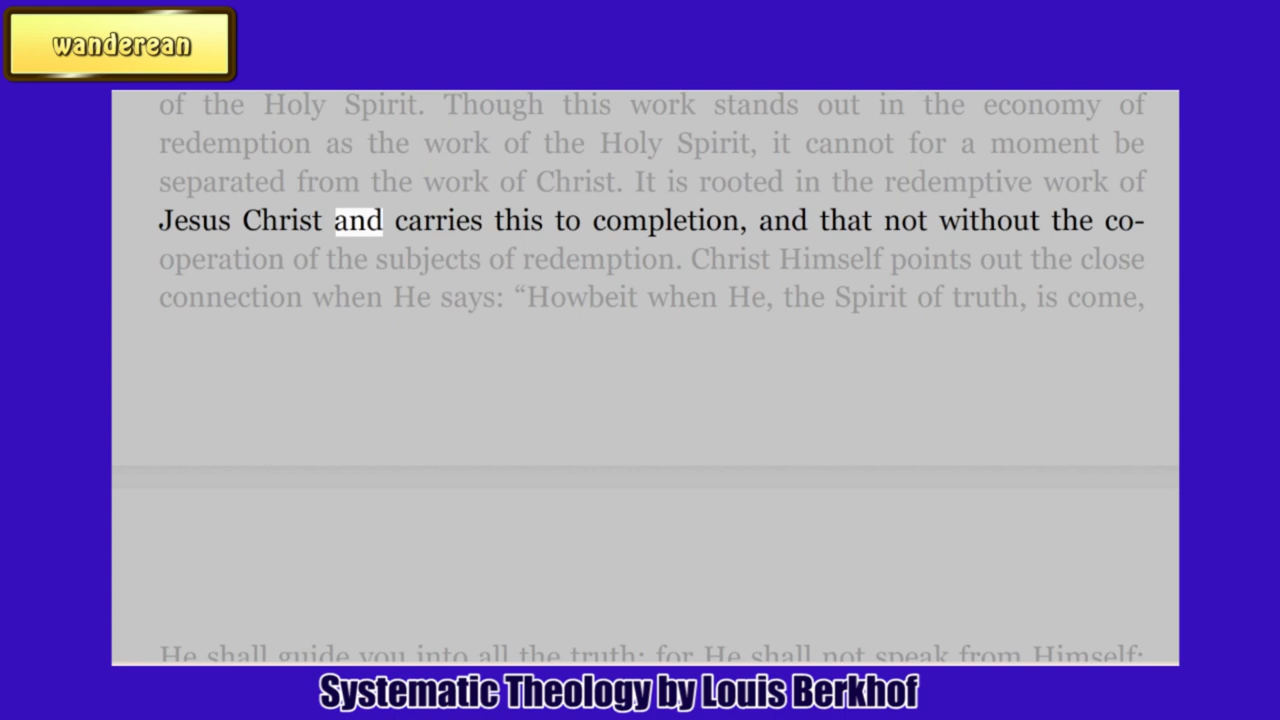 wanderean
of the Holy Spirit. Though this work stands out in the economy of
redemption as the work of the Holy Spirit, it cannot for a moment be
separated from the work of Christ. It is rooted in the redemptive work of
Jesus Christ and carries this to completion, and that not without the co-
operation of the subjects of redemption. Christ Himself points out the close
connection when He says: “Howbeit when He, the Spirit of truth, is come,
He shall guide you into all the truth: for He shall not speak from Himself;
Systematic Theology by Louis Berkhof